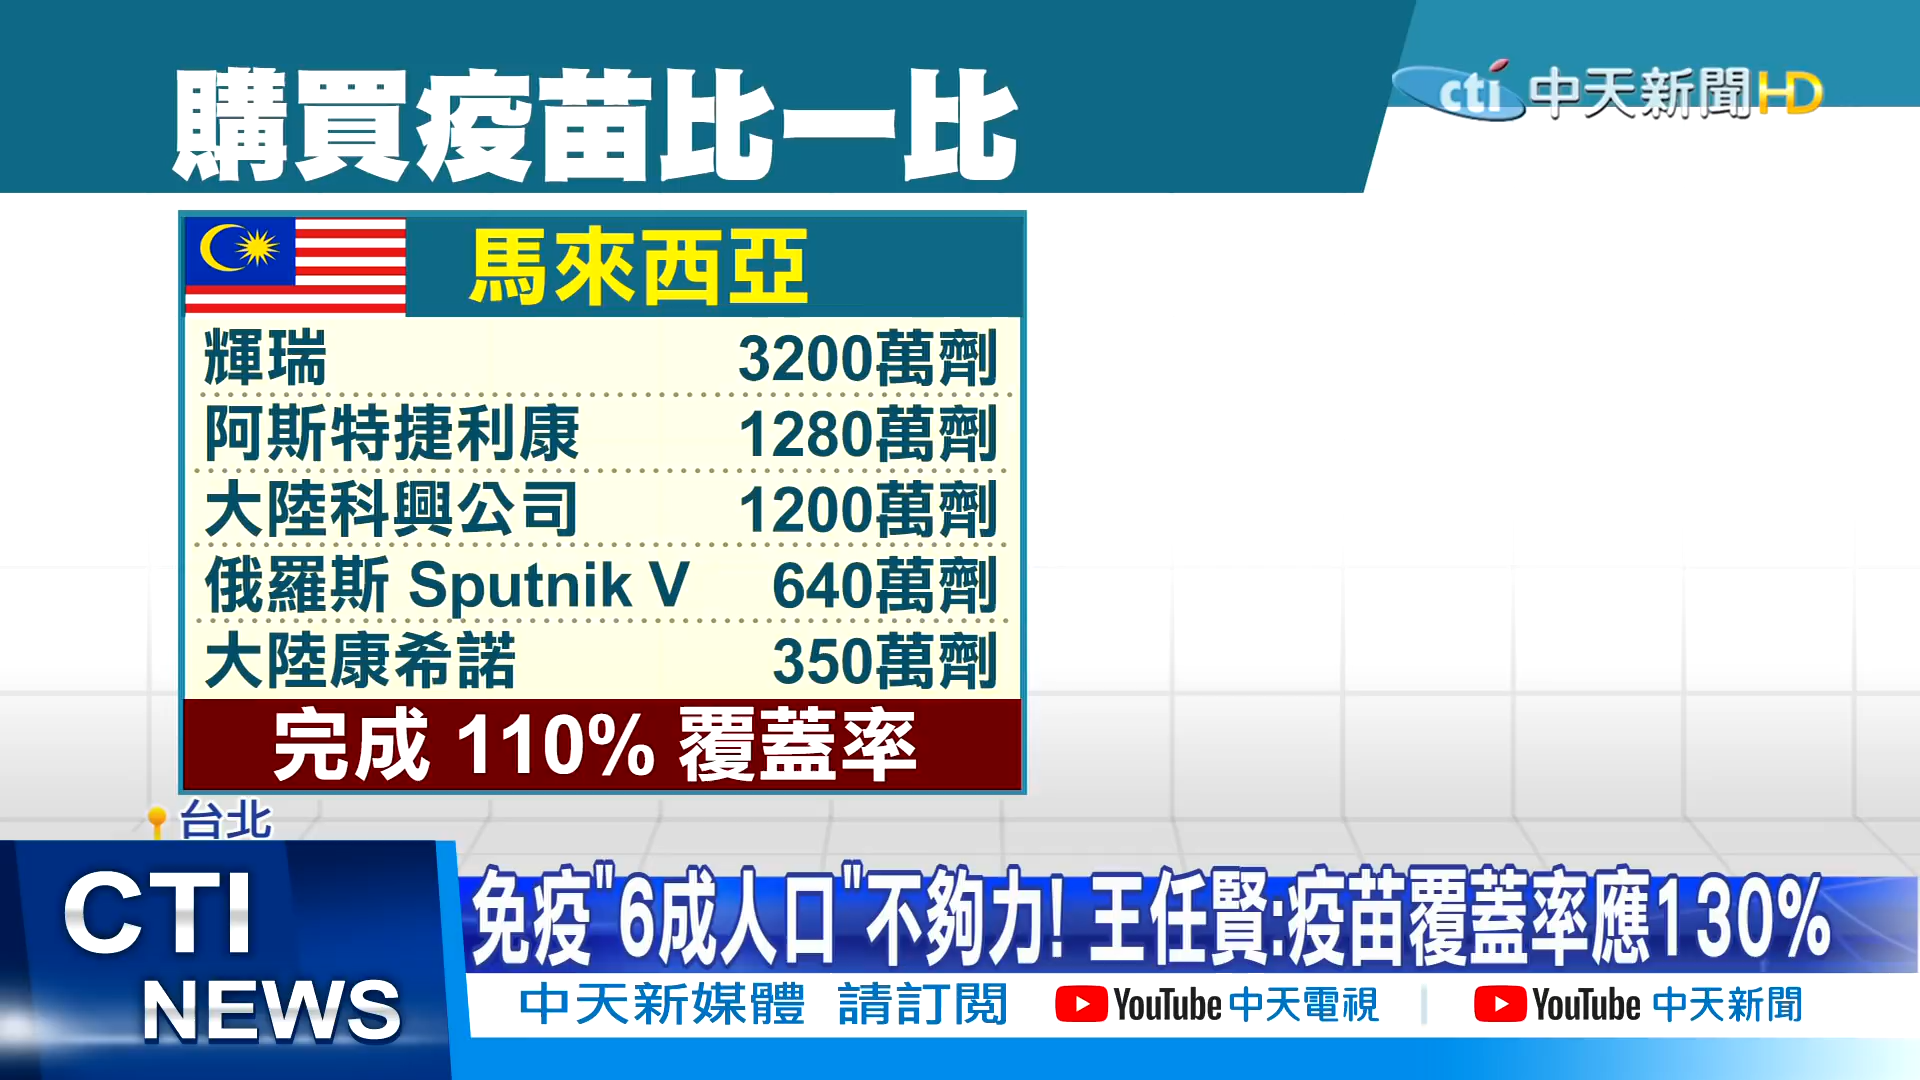 購買疫苗比一比
cti 中天新聞HD
馬來西亞
輝瑞 3200萬劑
阿斯特捷利康 1280萬劑
大陸科興公司 1200萬劑
俄羅斯 Sputnik V 640萬劑
大陸康希諾 350萬劑
完成 110% 覆蓋率
台北
CTI
NEWS
免疫"6成人口"不夠力! 王任賢:疫苗覆蓋率應130%
中天新媒體 請訂閱 YouTube 中天電視 | YouTube 中天新聞